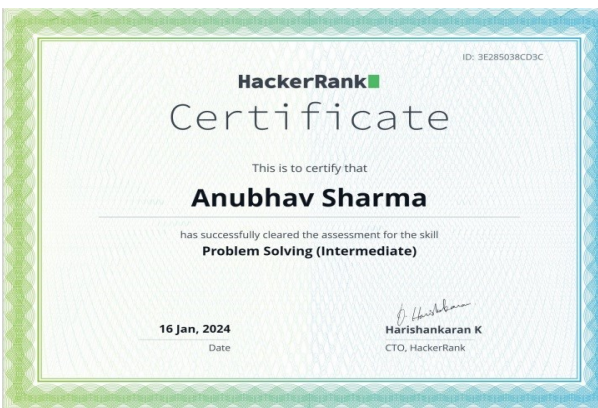 ID: 3E285038CD3C
HackerRank
Certificate
This is to certify that
Anubhav Sharma
has successfully cleared the assessment for the skill
Problem Solving (Intermediate)
16 Jan, 2024
Date
Harishankaran K
CTO, HackerRank